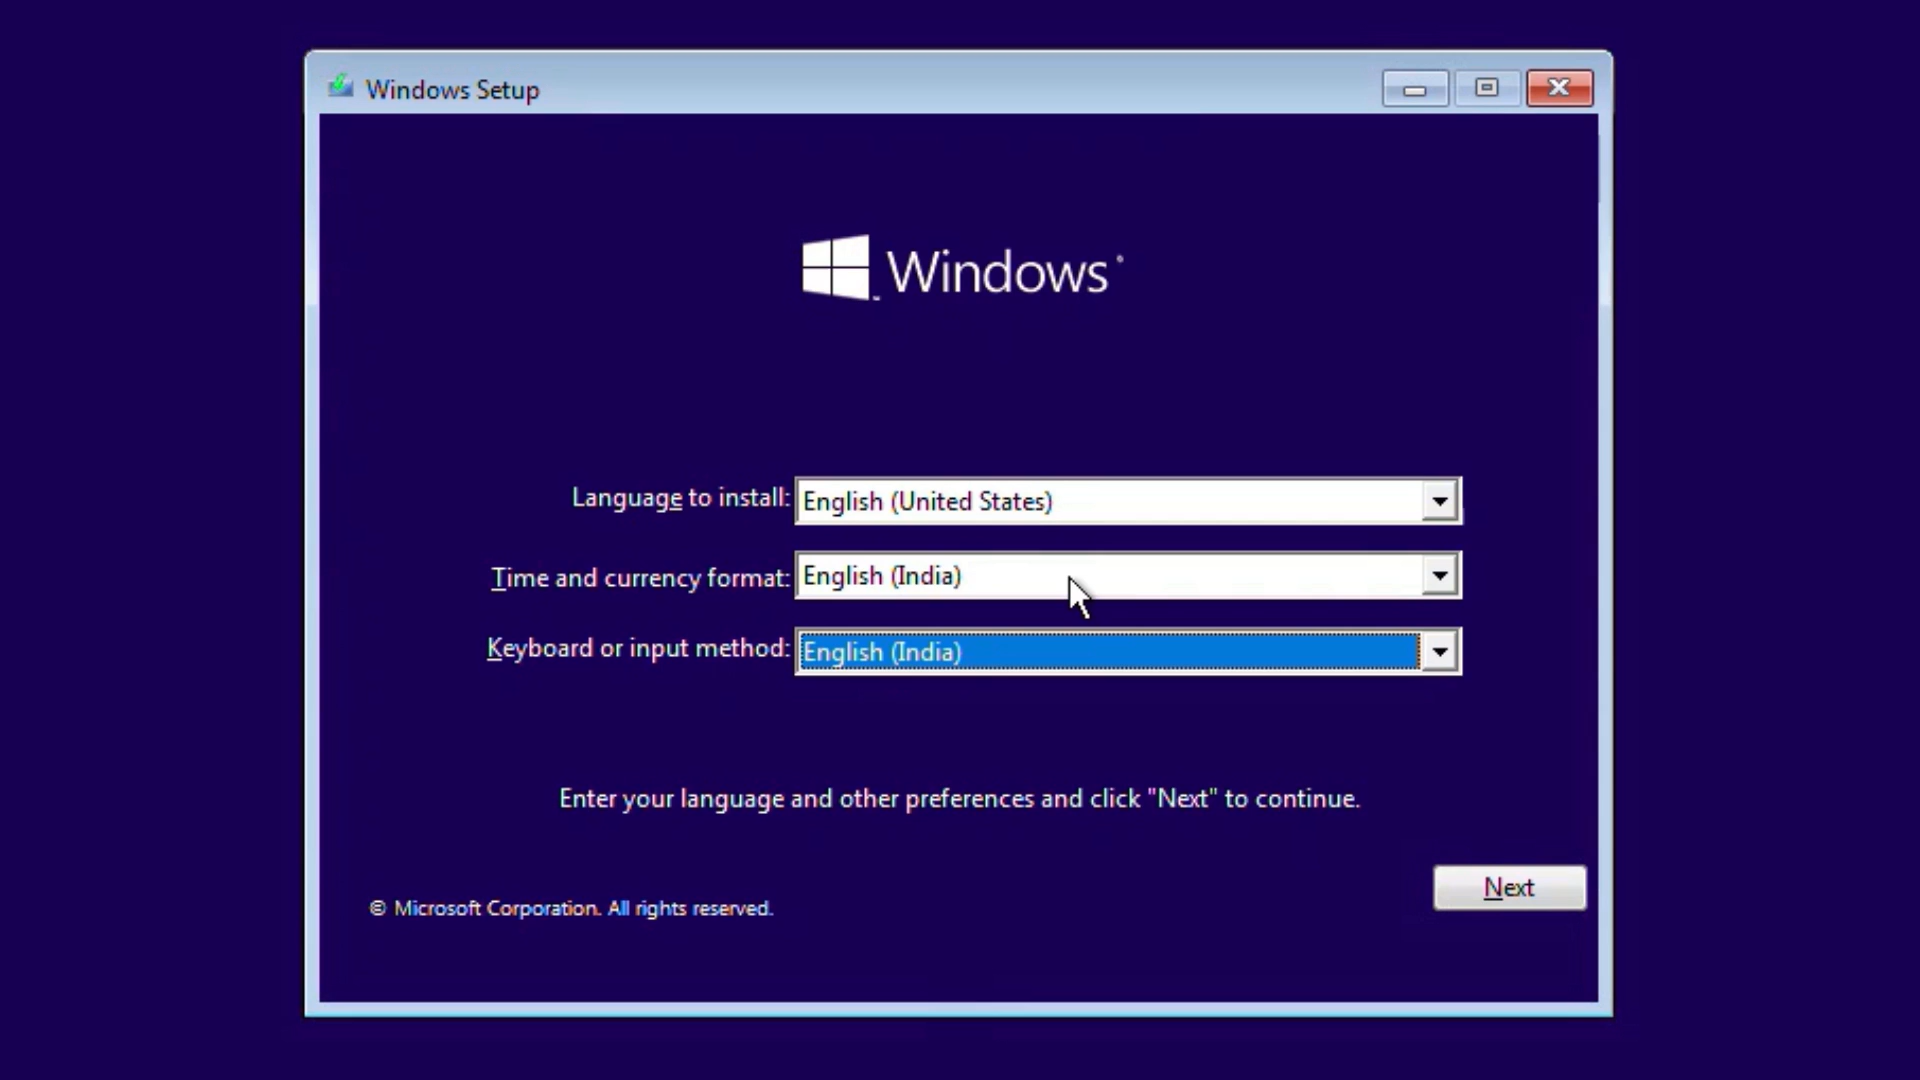 Windows Setup
Windows
Language to install: English (United States)
Time and currency format: English (India)
Keyboard or input method: English (India)
Enter your language and other preferences and click "Next" to continue.
Next
© Microsoft Corporation. All rights reserved.